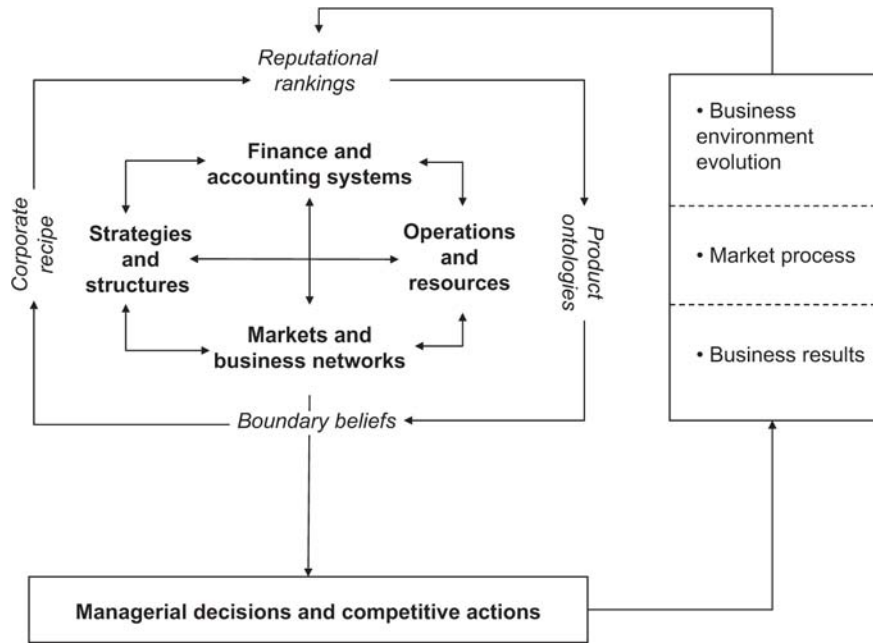 Reputational
rankings
Finance and
accounting systems
Corporate
recipe
Strategies
and
structures
Operations
and
resources
Product
ontologies
Markets and
business networks
Boundary beliefs
• Business
environment
evolution
• Market process
• Business results
Managerial decisions and competitive actions